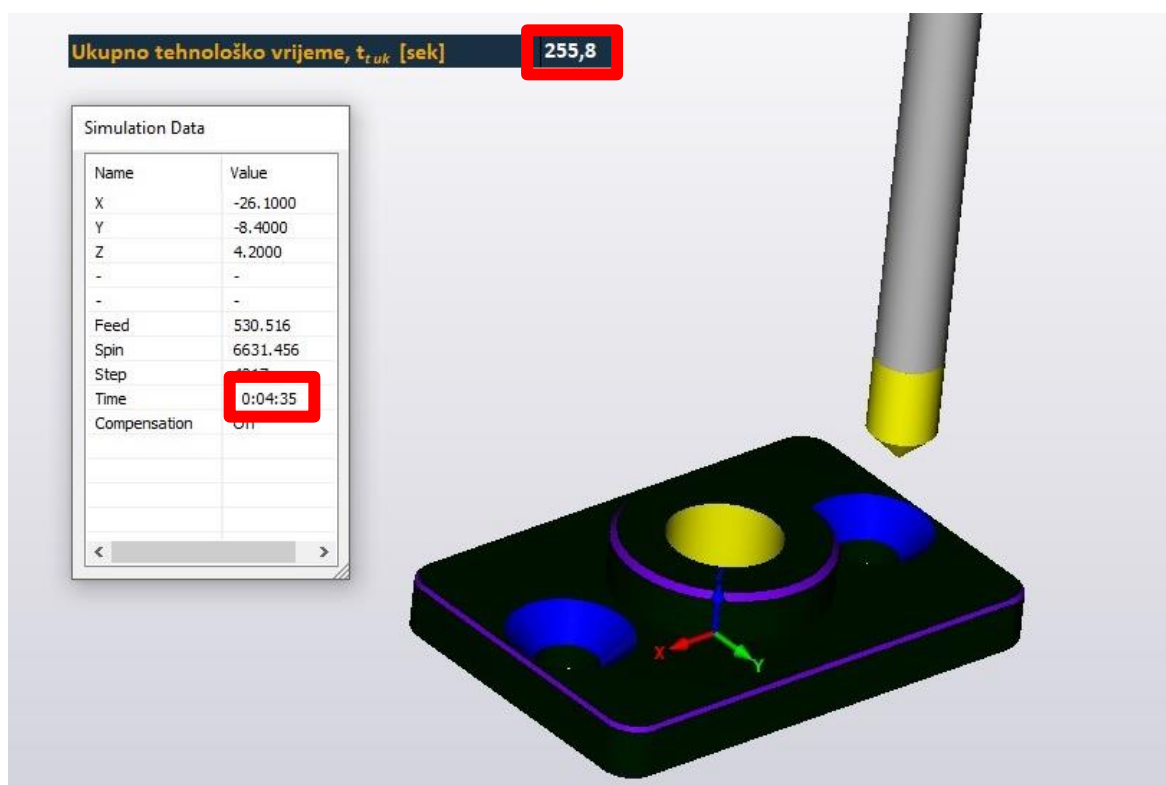 Ukupno tehnološko vrijeme, t_tuk [sek] 255,8
Simulation Data
Name Value
X -26.1000
Y -8.4000
Z 4.2000
- -
- -
Feed 530.516
Spin 6631.456
Step
Time 0:04:35
Compensation
X
Y